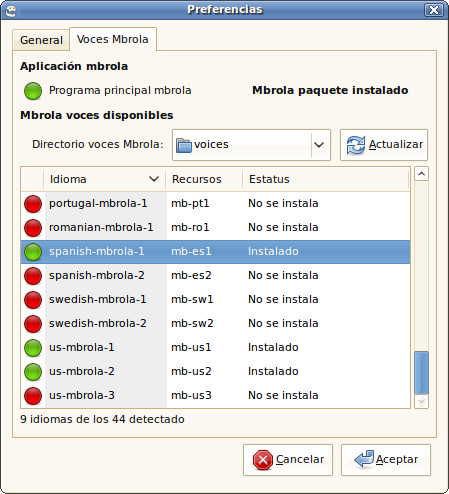 Preferencias
General Voces Mbrola
Aplicación mbrola
Programa principal mbrola Mbrola paquete instalado
Mbrola voces disponibles
Directorio voces Mbrola: voices Actualizar
Idioma Recursos Estatus
portugal-mbrola-1 mb-pt1 No se instala
romanian-mbrola-1 mb-ro1 No se instala
spanish-mbrola-1 mb-es1 Instalado
spanish-mbrola-2 mb-es2 No se instala
swedish-mbrola-1 mb-sw1 No se instala
swedish-mbrola-2 mb-sw2 No se instala
us-mbrola-1 mb-us1 Instalado
us-mbrola-2 mb-us2 Instalado
us-mbrola-3 mb-us3 No se instala
9 idiomas de los 44 detectado
Cancelar Aceptar